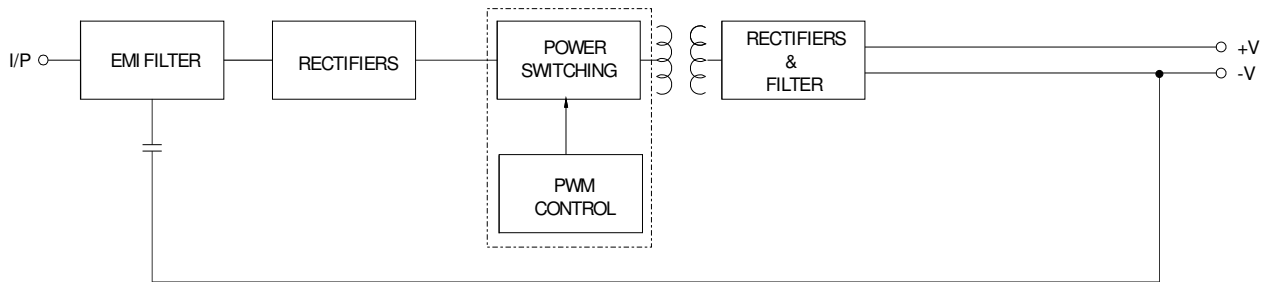 I/P
EMI FILTER
RECTIFIERS
POWER
SWITCHING
RECTIFIERS
&
FILTER
+V
-V
PWM
CONTROL